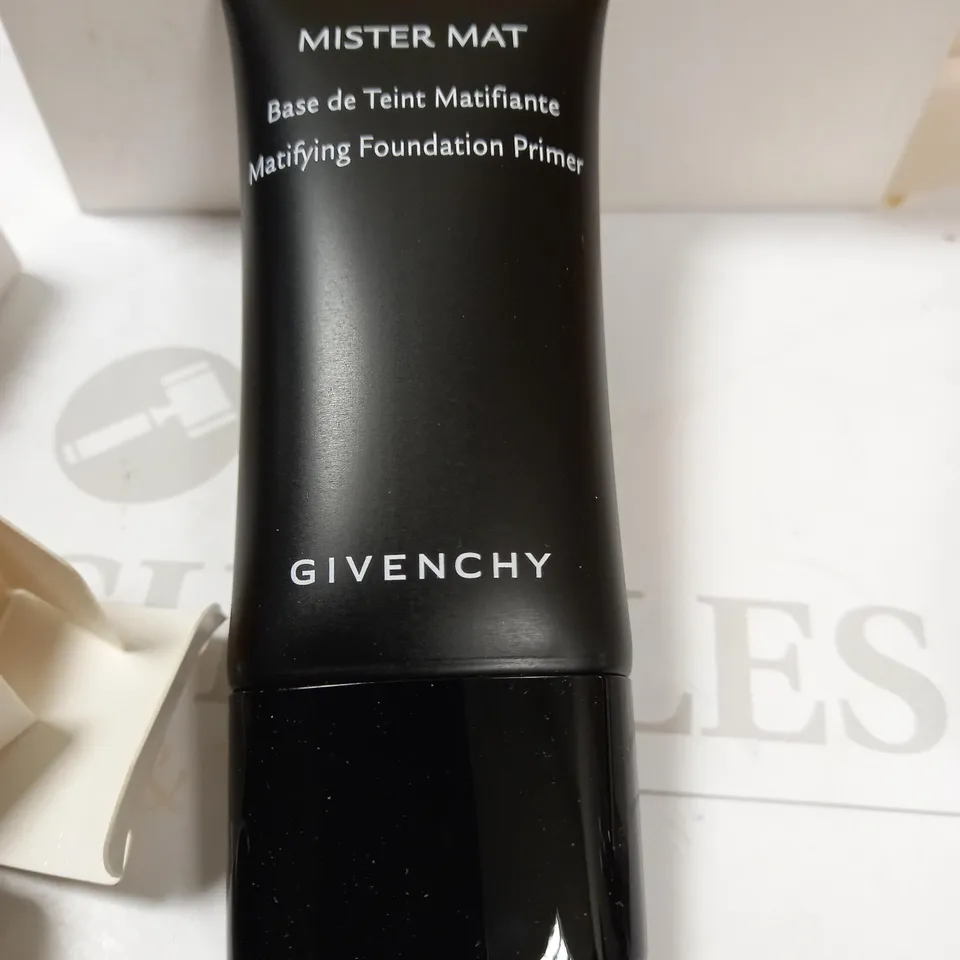 MISTER MAT
Base de Teint Matifiante
Matifying Foundation Primer
GIVENCHY